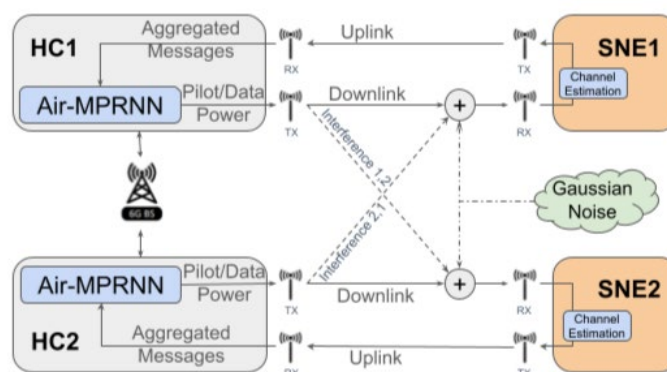 HC1
Aggregated
Messages
Uplink
RX
TX
SNE1
Channel
Estimation
Air-MPRNN
Pilot/Data
Power
Downlink
TX
RX
+
Interference 1,2
Interference 2,1
6G BS
Gaussian
Noise
Air-MPRNN
Pilot/Data
Power
TX
Downlink
+
RX
SNE2
Channel
Estimation
HC2
Aggregated
Messages
RX
Uplink
TX